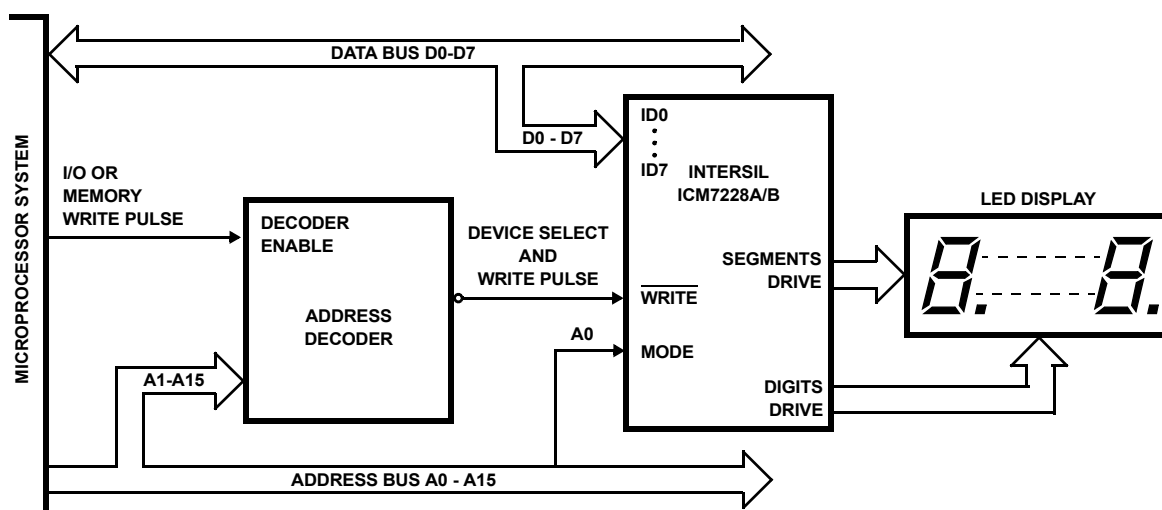 DATA BUS D0-D7
MICROPROCESSOR SYSTEM
D0 - D7
ID0
ID7
INTERSIL
ICM7228A/B
I/O OR
MEMORY
WRITE PULSE
DECODER
ENABLE
DEVICE SELECT
AND
WRITE PULSE
LED DISPLAY
SEGMENTS
DRIVE
8. 8.
WRITE
ADDRESS
DECODER
A0
MODE
A1-A15
DIGITS
DRIVE
ADDRESS BUS A0 - A15